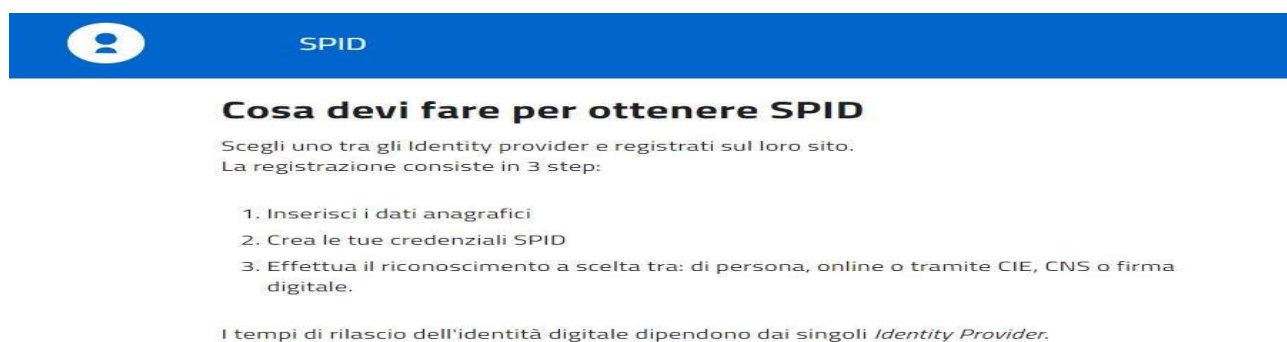 SPID
Cosa devi fare per ottenere SPID
Scegli uno tra gli Identity provider e registrati sul loro sito.
La registrazione consiste in 3 step:
1. Inserisci i dati anagrafici
2. Crea le tue credenziali SPID
3. Effettua il riconoscimento a scelta tra: di persona, online o tramite CIE, CNS o firma
digitale.
I tempi di rilascio dell'identità digitale dipendono dai singoli Identity Provider.